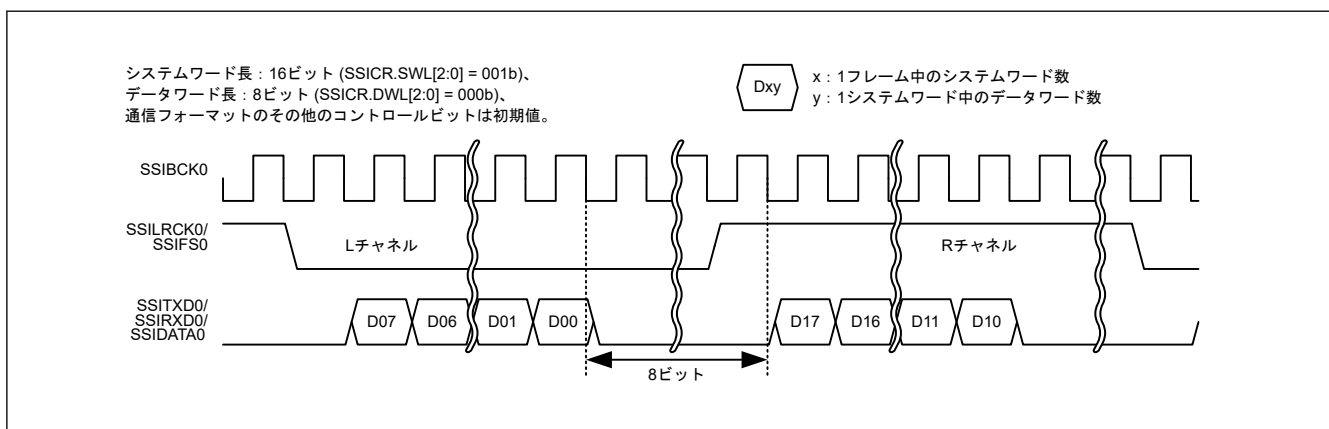 システムワード長：16ビット (SSICR.SWL[2:0] = 001b)、
データワード長：8ビット (SSICR.DWL[2:0] = 000b)、
通信フォーマットのその他のコントロールビットは初期値。
Dxy
x：1フレーム中のシステムワード数
y：1システムワード中のデータワード数
SSIBCK0
SSILRCK0/
SSIFS0
Lチャネル
Rチャネル
SSITXD0/
SSIRXD0/
SSIDATA0
D07
D06
D01
D00
D17
D16
D11
D10
8ビット